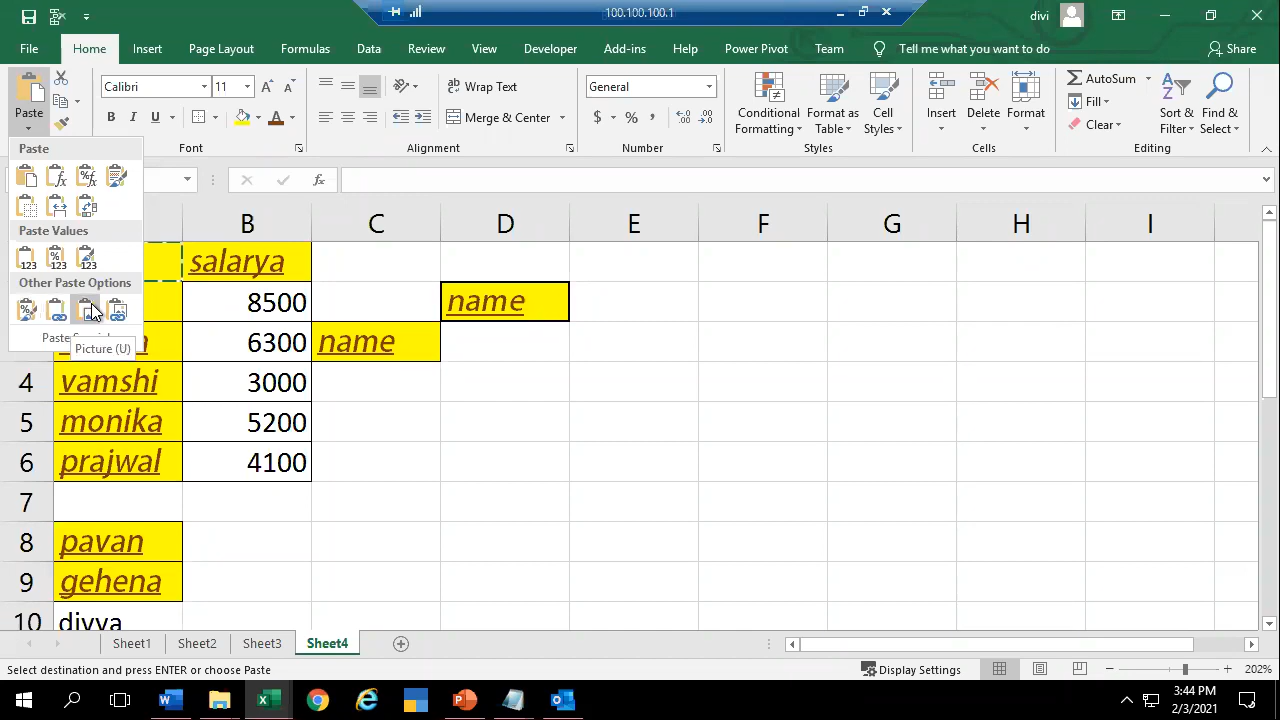 100.100.100.1
divi
File Home Insert Page Layout Formulas Data Review View Developer Add-ins Help Power Pivot Team Tell me what you want to do Share
Paste
Calibri 11
B I U
Font
Wrap Text
Merge & Center
Alignment
General
$ % ,
Number
Conditional Formatting
Format as Table
Cell Styles
Styles
Insert Delete Format
Cells
AutoSum
Fill
Clear
Sort & Filter
Find & Select
Editing
Paste
Paste Values
123 % 123 123
Other Paste Options
Picture (U)
fx
B C D E F G H I
salarya
8500 name
6300 name
4 vamshi 3000
5 monika 5200
6 prajwal 4100
7
8 pavan
9 gehena
10 divya
Sheet1 Sheet2 Sheet3 Sheet4
Select destination and press ENTER or choose Paste Display Settings 202%
3:44 PM
2/3/2021